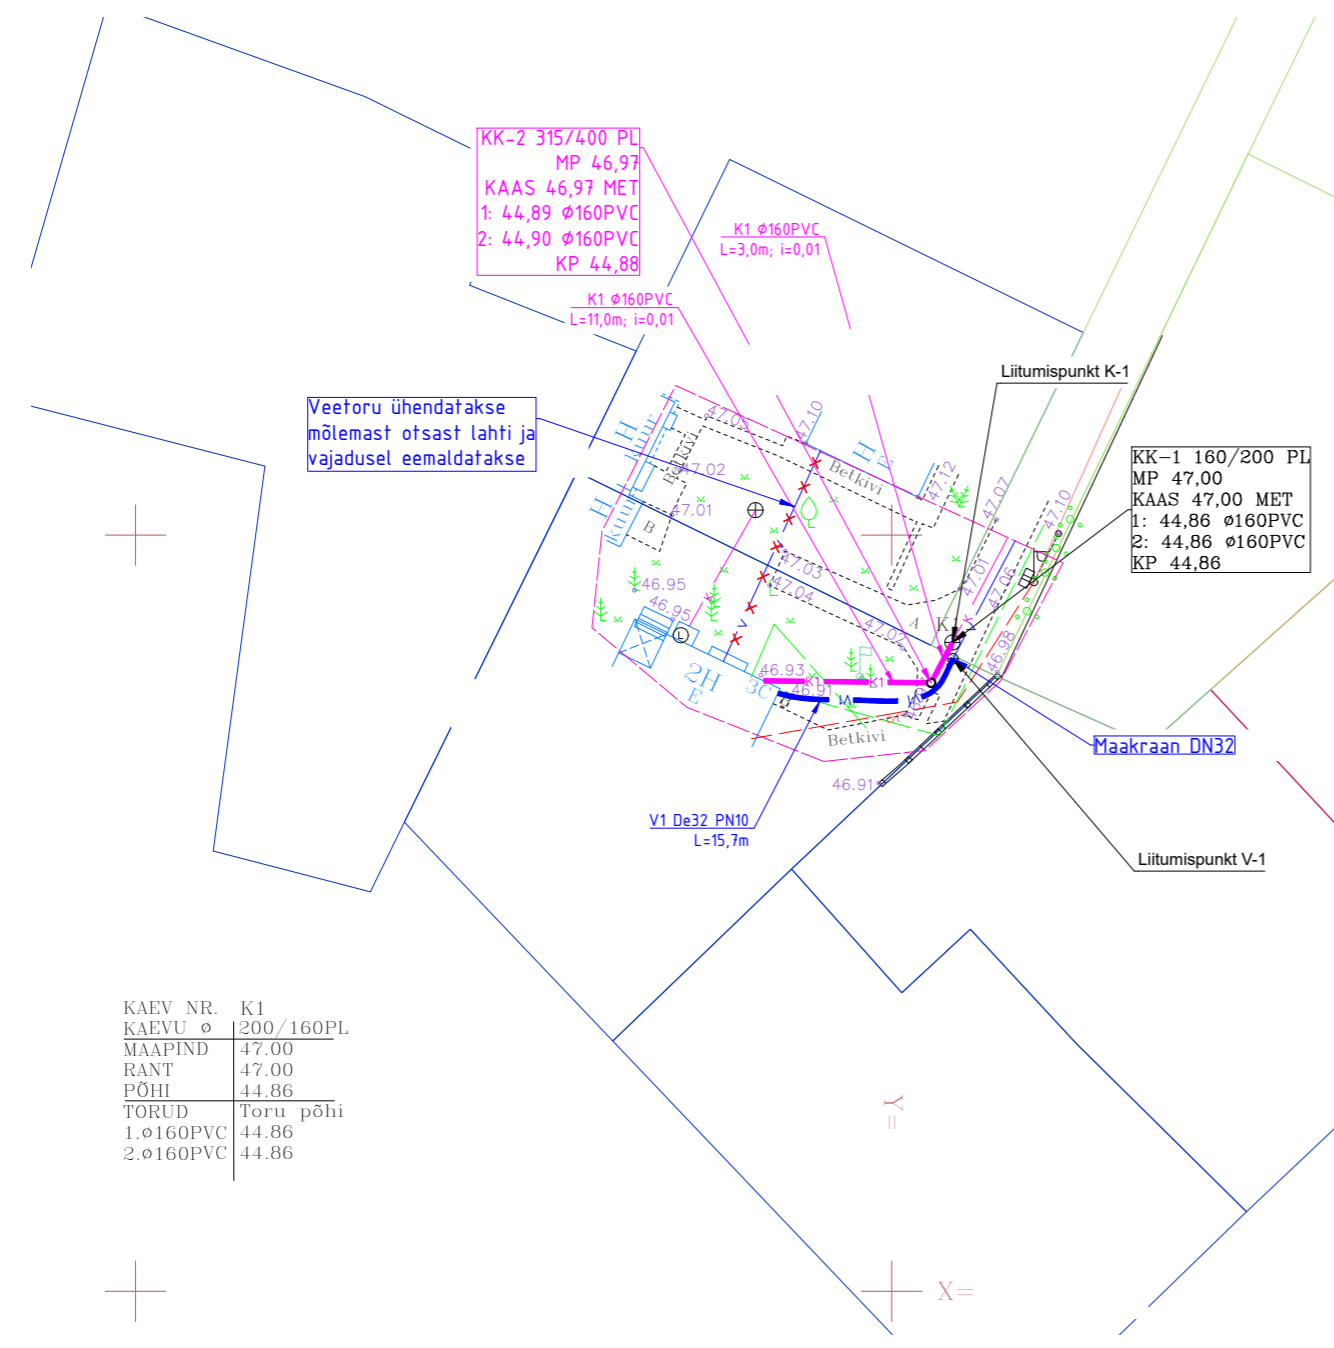 KK-2 315/400 PL
MP 46,97
KAAS 46,97 MET
1: 44,89 ø160PVC
2: 44,90 ø160PVC
KP 44,88
K1 ø160PVC
L=3,0m; i=0,01
K1 ø160PVC
L=11,0m; i=0,01
Liitumispunkt K-1
Veetoru ühendatakse
mõlemast otsast lahti ja
vajadusel eemaldatakse
KK-1 160/200 PL
MP 47,00
KAAS 47,00 MET
1: 44,86 ø160PVC
2: 44,86 ø160PVC
KP 44,86
47.05
47.10
H
kuur
Betkivi
47.02
H
E
Betkivi
47.12
47.07
47.10
47.01
H
kuur
B
L
47.03
47.04
L
47.01
47.06
46.95
46.95
K
V
A
K
K
47.02
46.98
L
2H
E
3C
46.93
K1
K1
46.91
B
Betkivi
46.91
Maakraan DN32
V1 De32 PN10
L=15,7m
Liitumispunkt V-1
KAEV NR. K1
KAEVU ø 200/160PL
MAAPIND 47.00
RANT 47.00
PÕHI 44.86
TORUD Toru põhi
1.ø160PVC 44.86
2.ø160PVC 44.86
Y=
X=